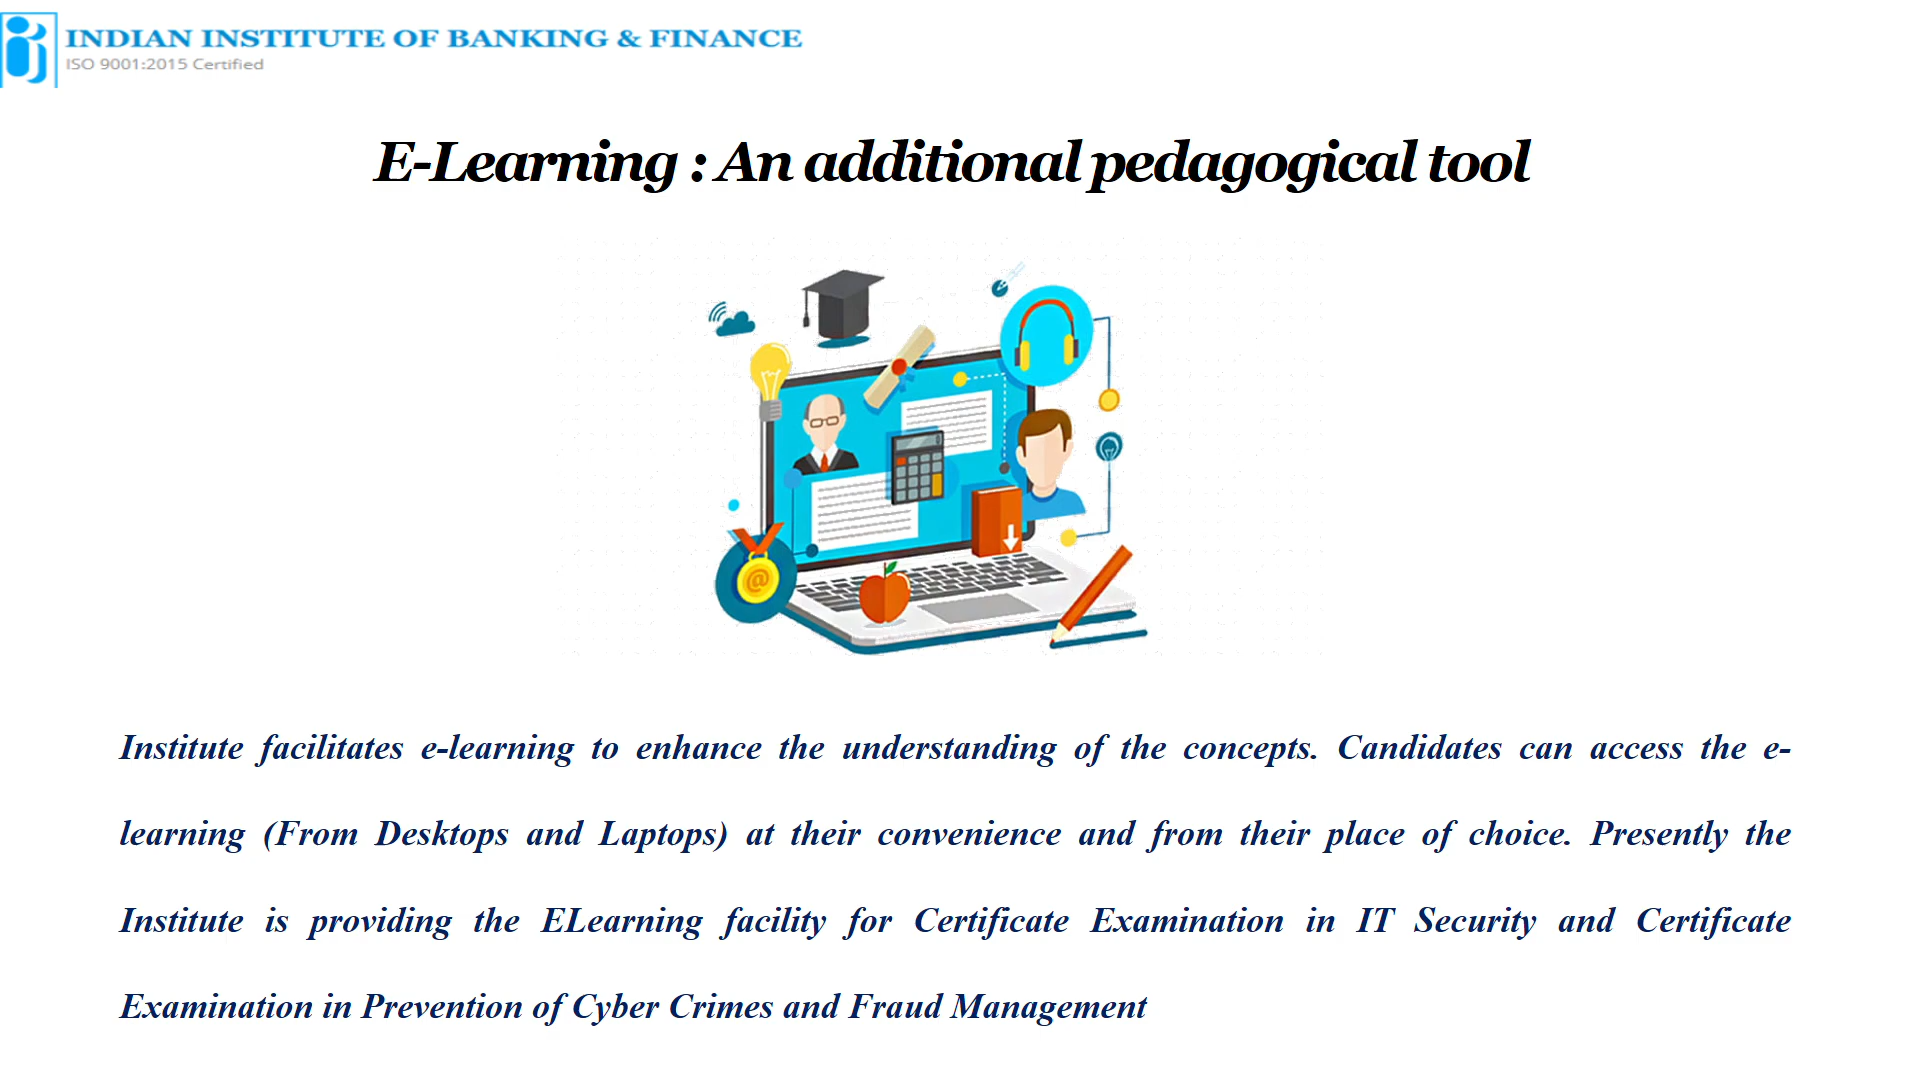 INDIAN INSTITUTE OF BANKING & FINANCE
ISO 9001:2015 Certified
E-Learning : An additional pedagogical tool
@
Institute facilitates e-learning to enhance the understanding of the concepts. Candidates can access the e-
learning (From Desktops and Laptops) at their convenience and from their place of choice. Presently the
Institute is providing the ELearning facility for Certificate Examination in IT Security and Certificate
Examination in Prevention of Cyber Crimes and Fraud Management